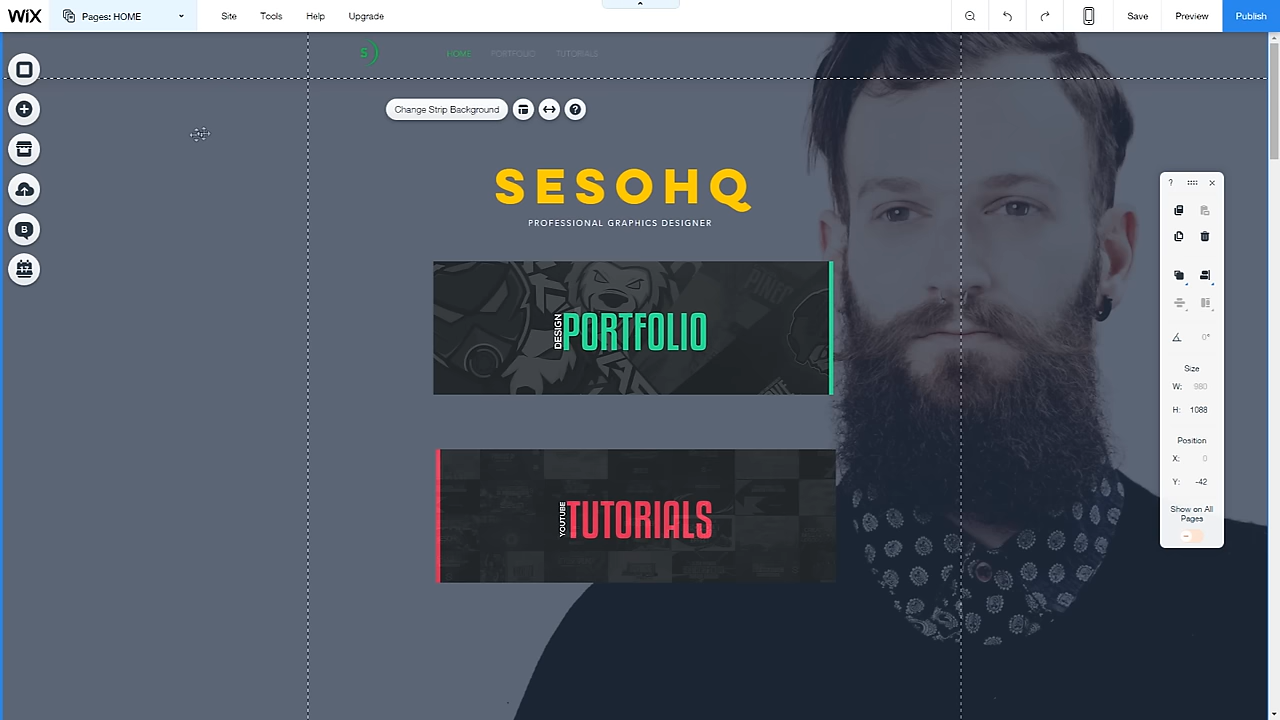 WiX Pages: HOME Site Tools Help Upgrade Save Preview Publish
S HOME PORTFOLIO TUTORIALS
Change Strip Background ?
SESOHQ
PROFESSIONAL GRAPHICS DESIGNER
DESIGN PORTFOLIO
YOUTUBE TUTORIALS
B
?
0°
Size
W: 980
H: 1088
Position
X: 0
Y: -42
Show on All
Pages